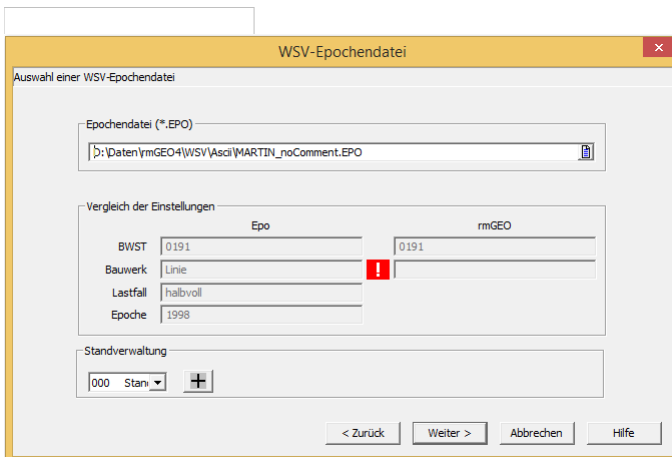 WSV-Epochendatei
Auswahl einer WSV-Epochendatei
Epochendatei (*.EPO)
D:\Daten\rmGEO4\WSV\Ascii\MARTIN_noComment.EPO
Vergleich der Einstellungen
Epo rmGEO
BWST 0191 0191
Bauwerk Linie !
Lastfall halbvoll
Epoche 1998
Standverwaltung
000 +
< Zurück Weiter > Abbrechen Hilfe